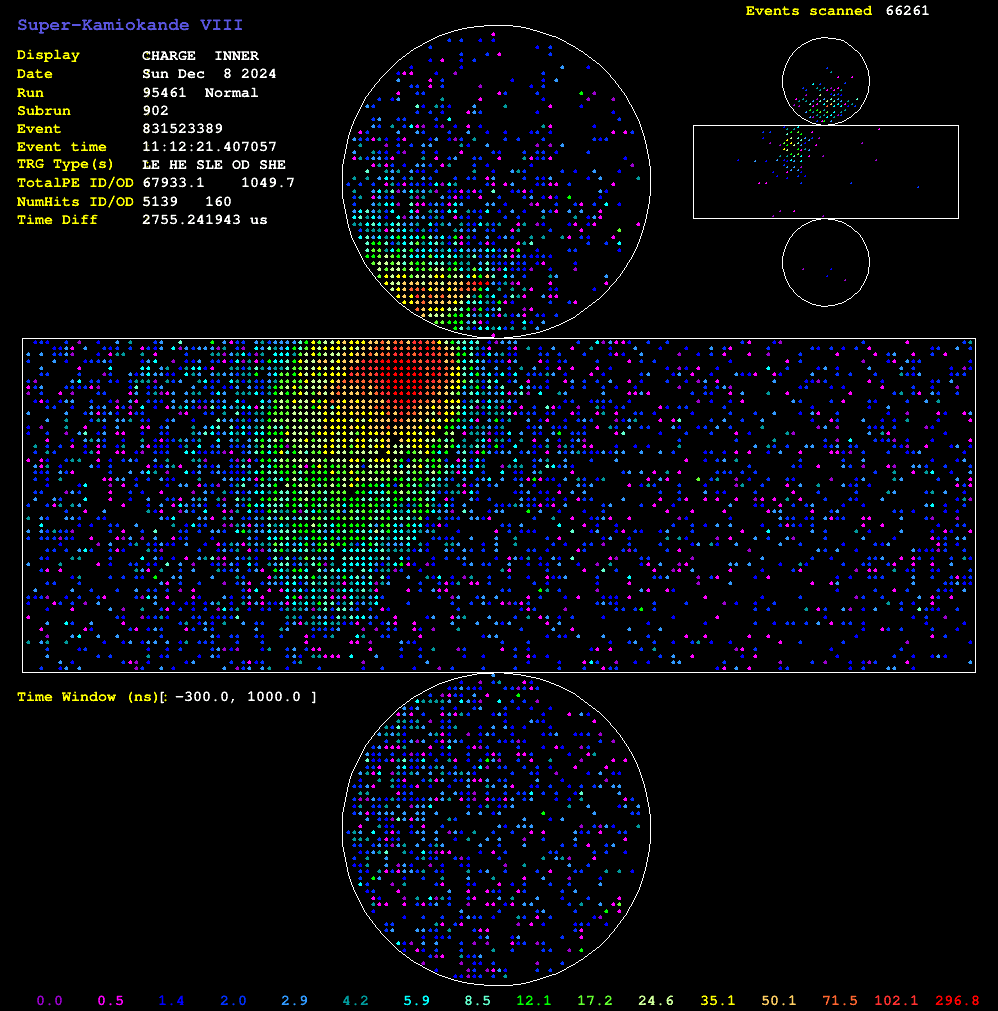 Super-Kamiokande VIII
Events scanned 66261
Display CHARGE INNER
Date Sun Dec 8 2024
Run 95461 Normal
Subrun 902
Event 831523389
Event time 11:12:21.407057
TRG Type(s) LE HE SLE OD SHE
TotalPE ID/OD 67933.1 1049.7
NumHits ID/OD 5139 160
Time Diff 2755.241943 us
Time Window (ns)[: −300.0, 1000.0 ]
0.0 0.5 1.4 2.0 2.9 4.2 5.9 8.5 12.1 17.2 24.6 35.1 50.1 71.5 102.1 296.8